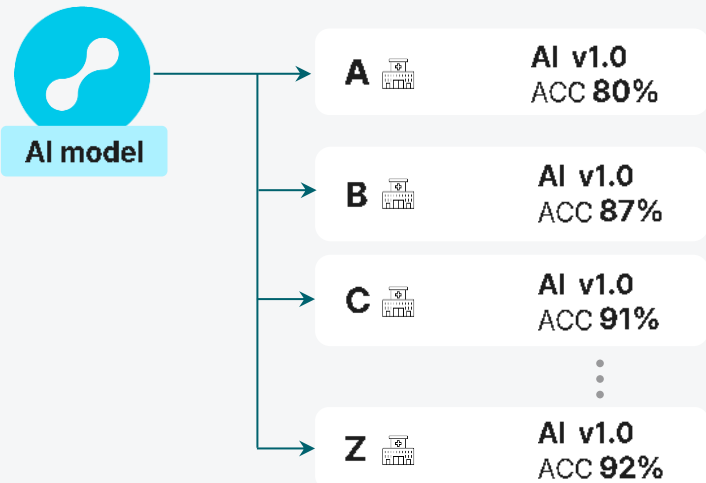 A
AI v1.0
ACC 80%
AI model
B
AI v1.0
ACC 87%
C
AI v1.0
ACC 91%
Z
AI v1.0
ACC 92%